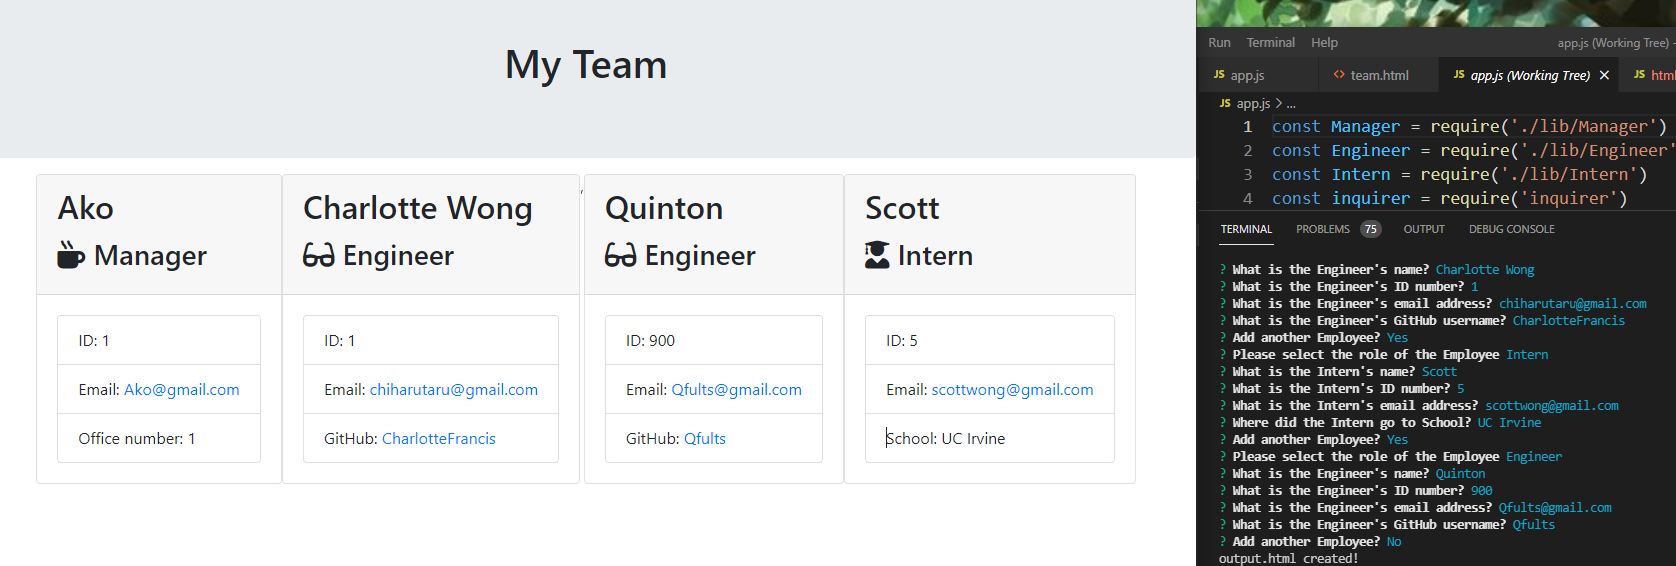 My Team
Ako
Manager
ID: 1
Email: Ako@gmail.com
Office number: 1
Charlotte Wong
Engineer
ID: 1
Email: chiharutaru@gmail.com
GitHub: CharlotteFrancis
,
Quinton
Engineer
ID: 900
Email: Qfults@gmail.com
GitHub: Qfults
Scott
Intern
ID: 5
Email: scottwong@gmail.com
School: UC Irvine
Run Terminal Help app.js (Working Tree) -
JS app.js <> team.html JS app.js (Working Tree) × JS html
JS app.js > ...
1 const Manager = require('./lib/Manager')
2 const Engineer = require('./lib/Engineer'
3 const Intern = require('./lib/Intern')
4 const inquirer = require('inquirer')
TERMINAL PROBLEMS 75 OUTPUT DEBUG CONSOLE
? What is the Engineer's name? Charlotte Wong
? What is the Engineer's ID number? 1
? What is the Engineer's email address? chiharutaru@gmail.com
? What is the Engineer's GitHub username? CharlotteFrancis
? Add another Employee? Yes
? Please select the role of the Employee Intern
? What is the Intern's name? Scott
? What is the Intern's ID number? 5
? What is the Intern's email address? scottwong@gmail.com
? Where did the Intern go to School? UC Irvine
? Add another Employee? Yes
? Please select the role of the Employee Engineer
? What is the Engineer's name? Quinton
? What is the Engineer's ID number? 900
? What is the Engineer's email address? Qfults@gmail.com
? What is the Engineer's GitHub username? Qfults
? Add another Employee? No
output.html created!